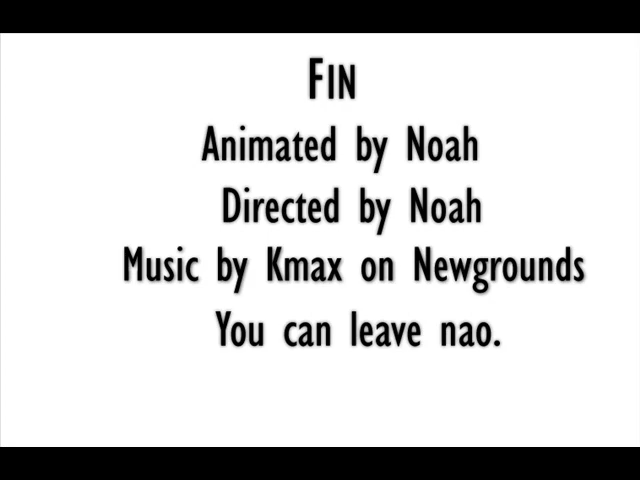 Fin
Animated by Noah
Directed by Noah
Music by Kmax on Newgrounds
You can leave nao.